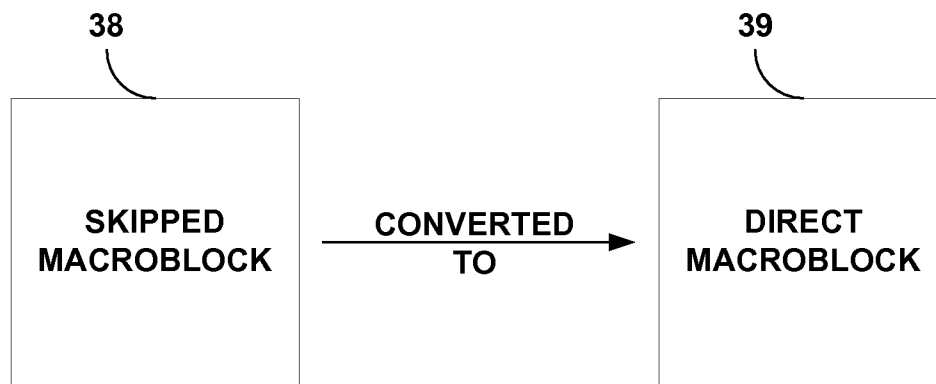 38
39
SKIPPED
MACROBLOCK
CONVERTED
TO
DIRECT
MACROBLOCK